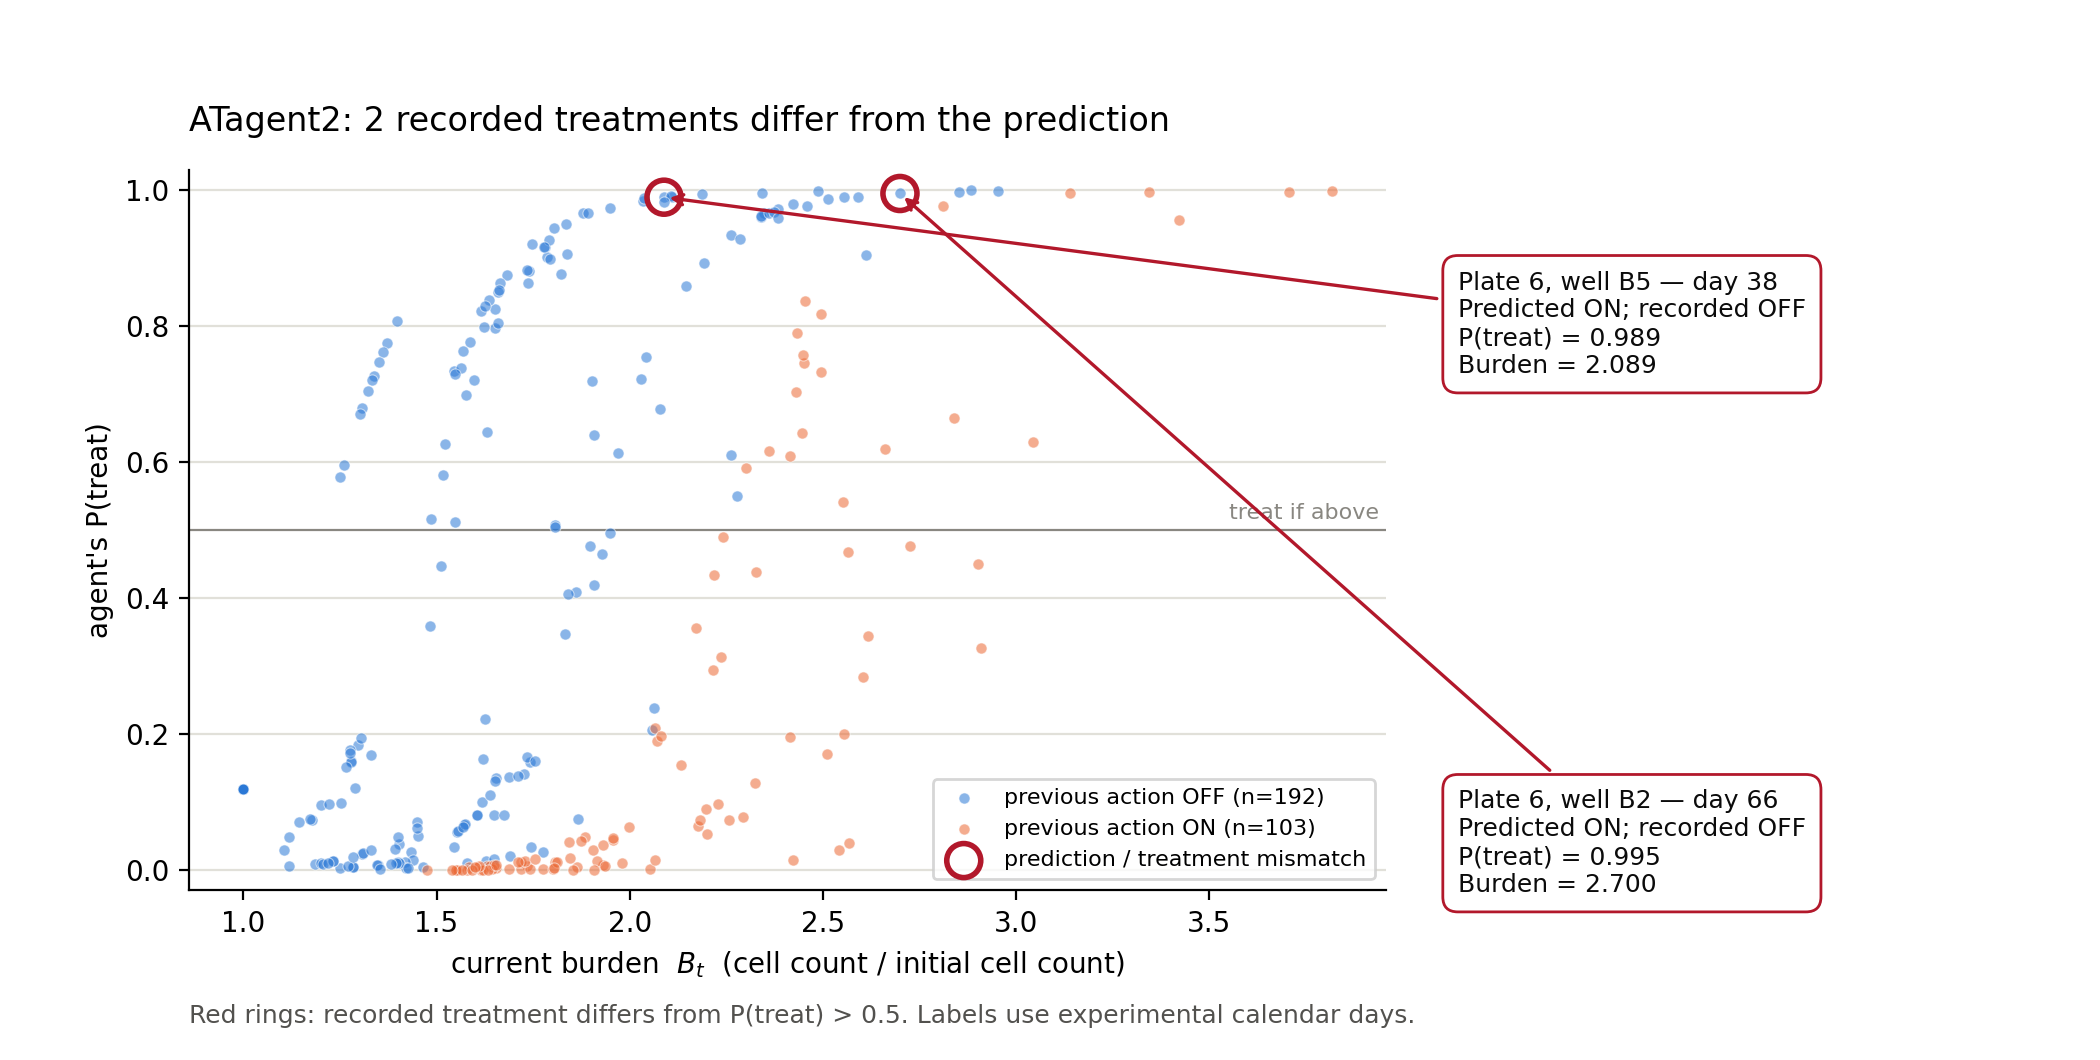 ATagent2: 2 recorded treatments differ from the prediction
agent's P(treat)
1.0
0.8
0.6
0.4
0.2
0.0
treat if above
Plate 6, well B5 — day 38
Predicted ON; recorded OFF
P(treat) = 0.989
Burden = 2.089
Plate 6, well B2 — day 66
Predicted ON; recorded OFF
P(treat) = 0.995
Burden = 2.700
previous action OFF (n=192)
previous action ON (n=103)
prediction / treatment mismatch
1.0 1.5 2.0 2.5 3.0 3.5
current burden B_t (cell count / initial cell count)
Red rings: recorded treatment differs from P(treat) > 0.5. Labels use experimental calendar days.